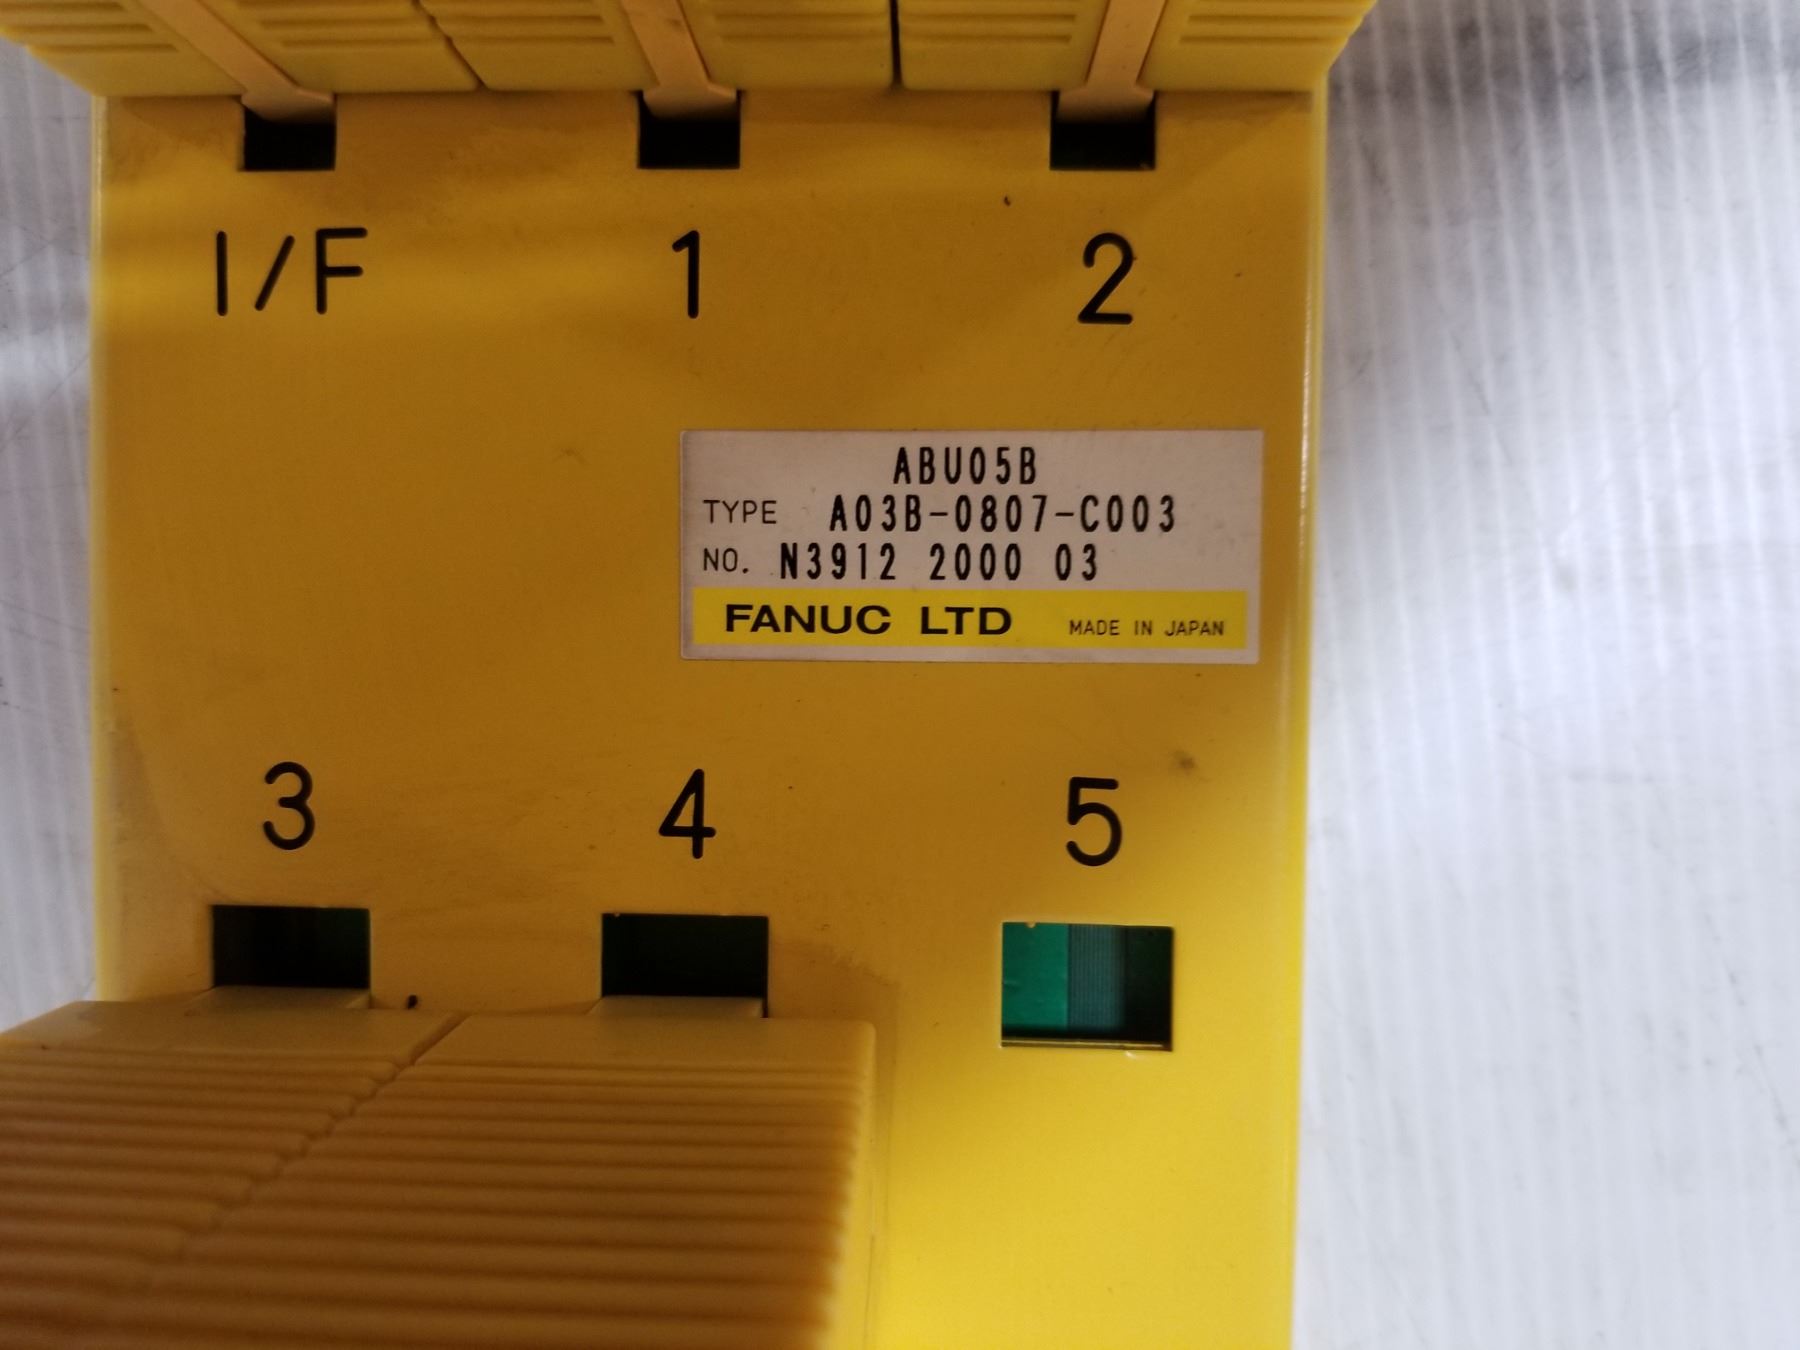 I/F 1 2
ABU05B
TYPE A03B-0807-C003
NO. N3912 2000 03
FANUC LTD MADE IN JAPAN
3 4 5